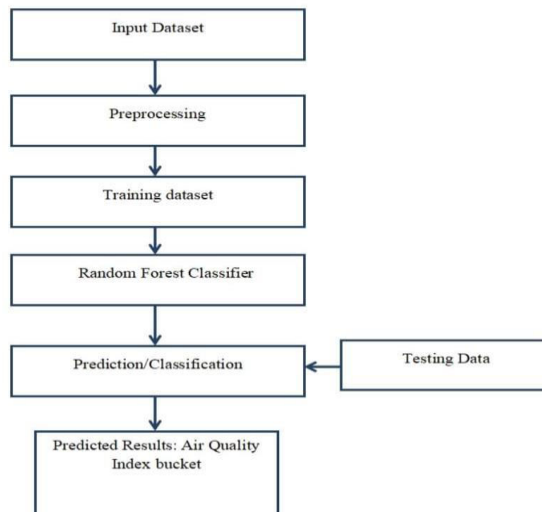 Input Dataset
Preprocessing
Training dataset
Random Forest Classifier
Prediction/Classification
Testing Data
Predicted Results: Air Quality
Index bucket